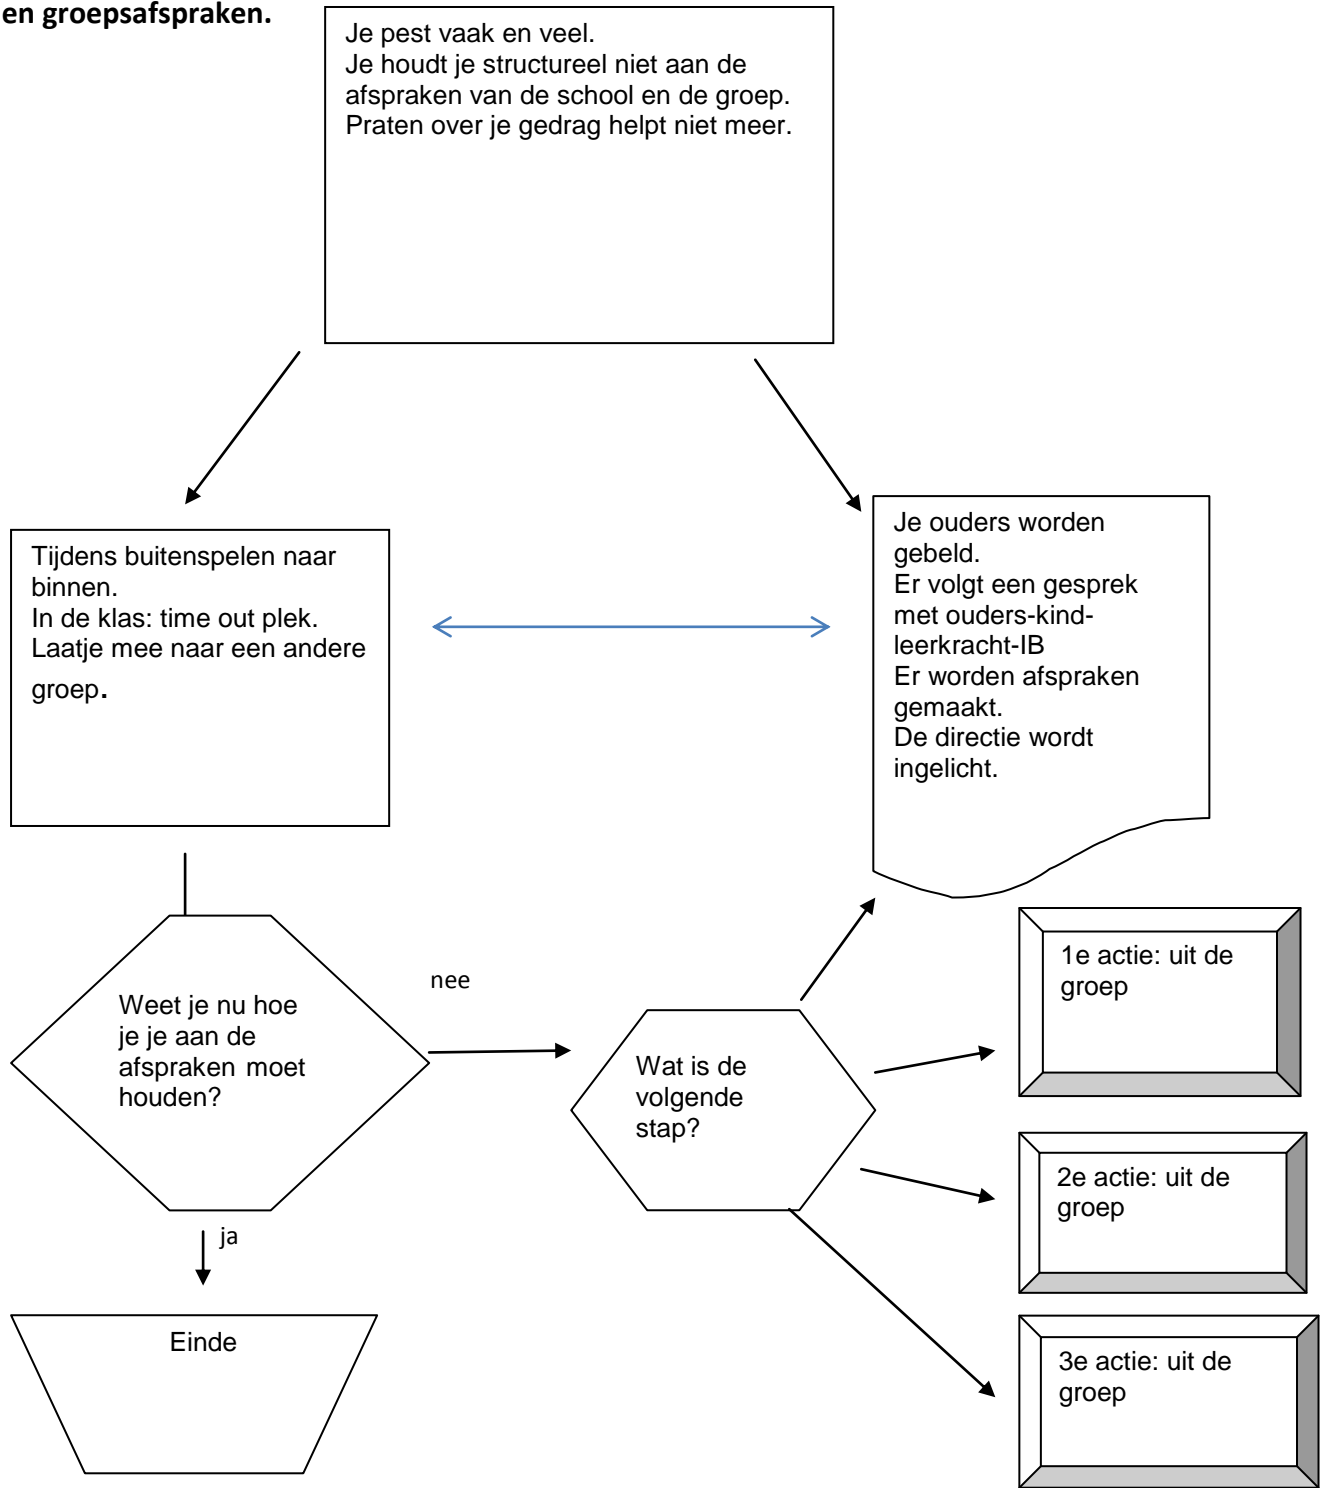 en groepsafspraken.
Je pest vaak en veel.
Je houdt je structureel niet aan de
afspraken van de school en de groep.
Praten over je gedrag helpt niet meer.
Tijdens buitenspelen naar
binnen.
In de klas: time out plek.
Laatje mee naar een andere
groep.
Je ouders worden
gebeld.
Er volgt een gesprek
met ouders-kind-
leerkracht-IB
Er worden afspraken
gemaakt.
De directie wordt
ingelicht.
Weet je nu hoe
je je aan de
afspraken moet
houden?
nee
Wat is de
volgende
stap?
1e actie: uit de
groep
2e actie: uit de
groep
3e actie: uit de
groep
ja
Einde